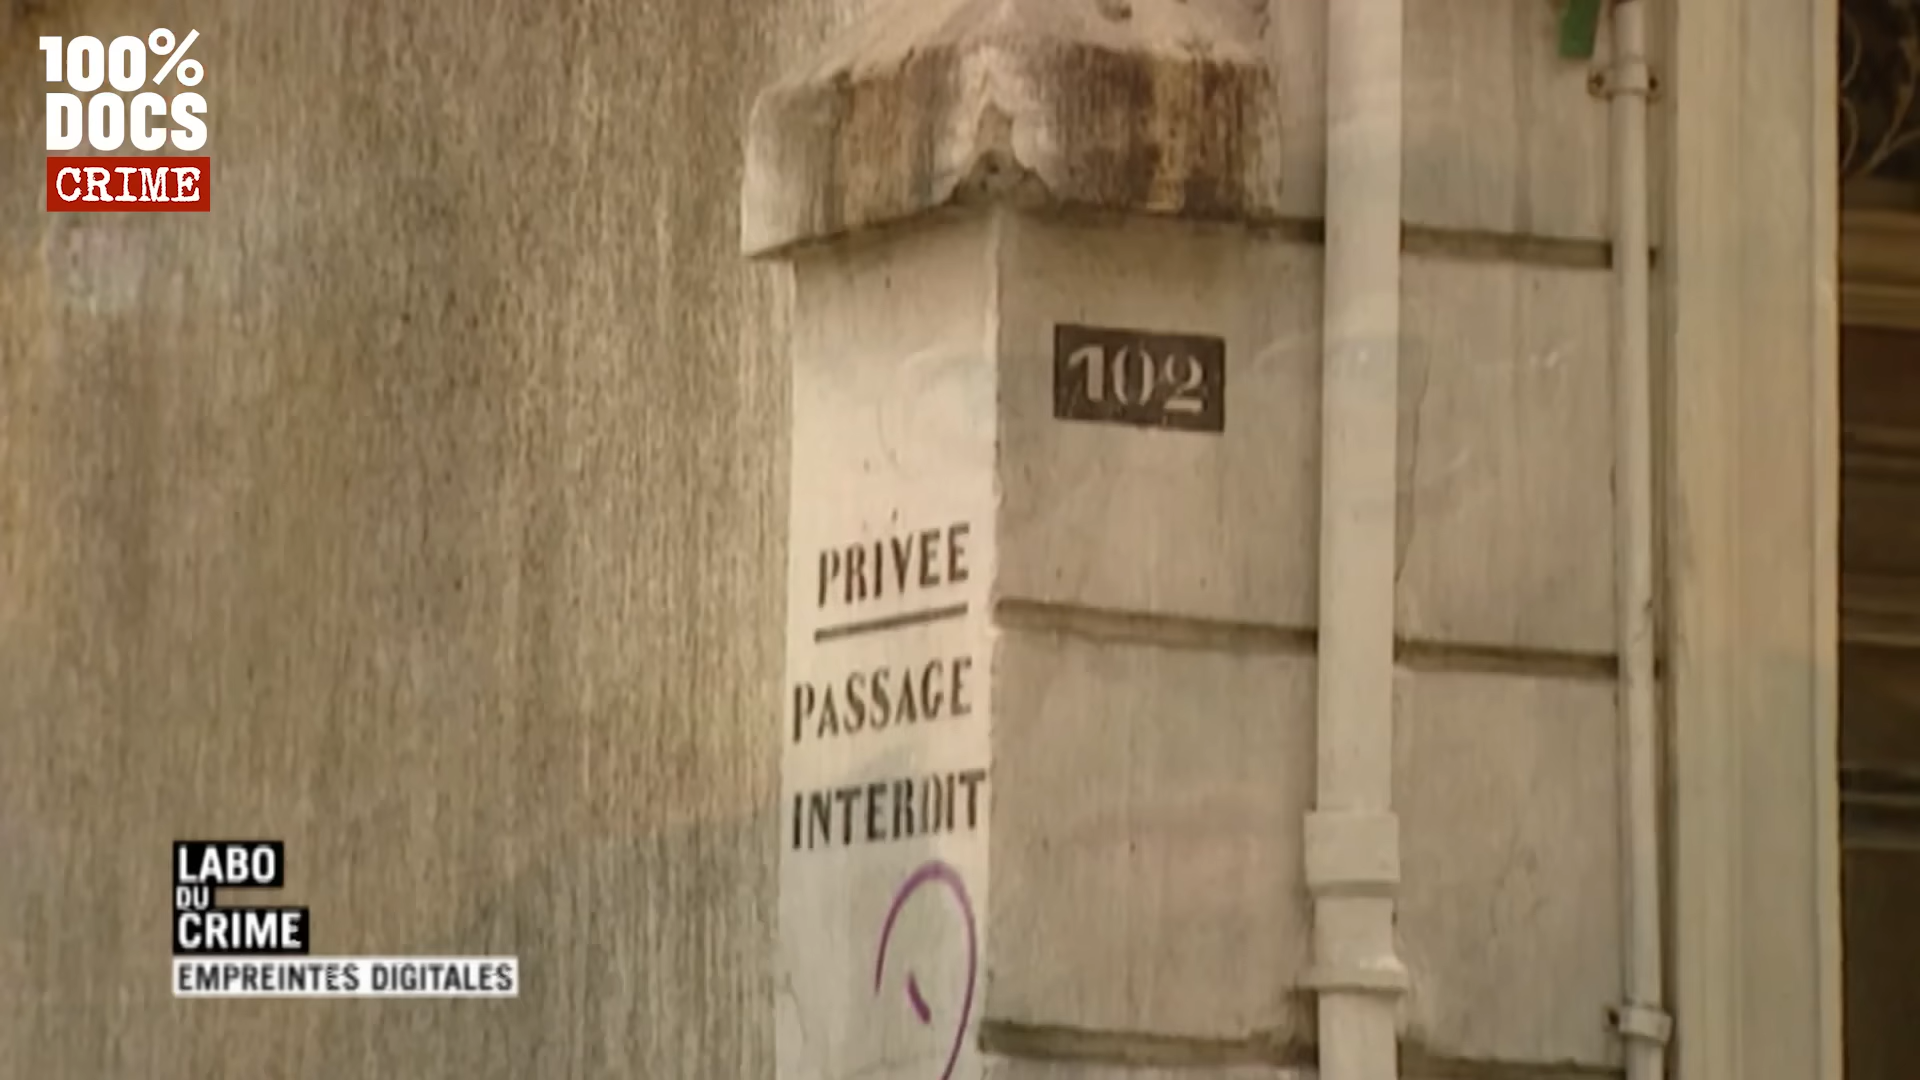 100%
DOCS
CRIME
102
PRIVEE
PASSAGE
INTERDIT
LABO
DU
CRIME
EMPREINTES DIGITALES